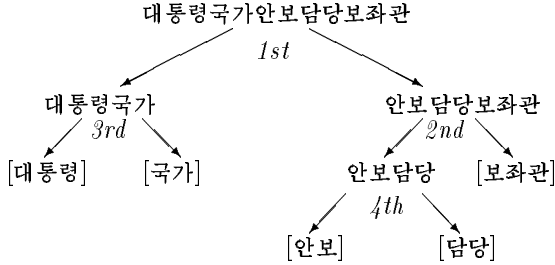 대통령국가안보담당보좌관
1st
대통령국가 안보담당보좌관
3rd 2nd
[대통령] [국가] 안보담당 [보좌관]
4th
[안보] [담당]